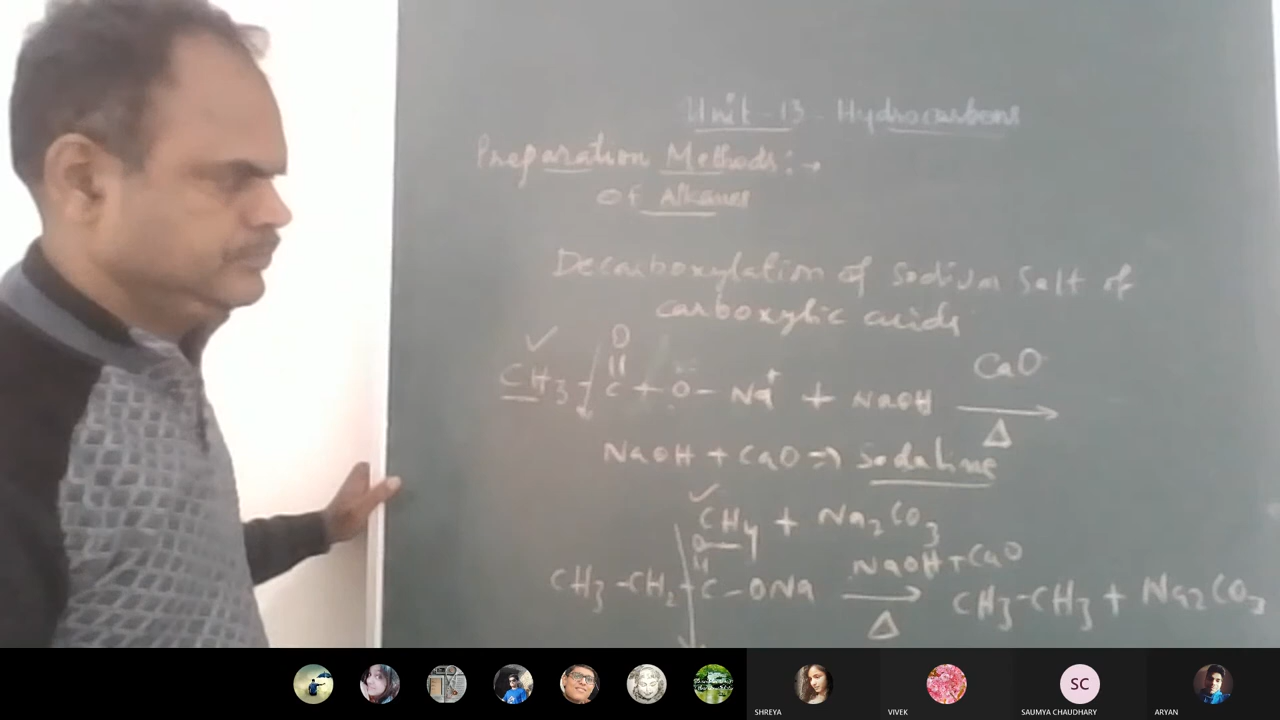 Unit-13 - Hydrocarbons
Preparation Methods:→
Of Alkanes
Decarboxylation of Sodium Salt of
carboxylic acids
✓ O
CH3-C+O-Na+ + NaOH CaO→
Δ
NaOH + CaO ⇒ Sodalime
✓
CH4 + Na2CO3
O
CH3-CH2-C-ONa NaOH+CaO→ CH3-CH3 + Na2CO3
Δ
SHREYA
VIVEK
SC
SAUMYA CHAUDHARY
ARYAN